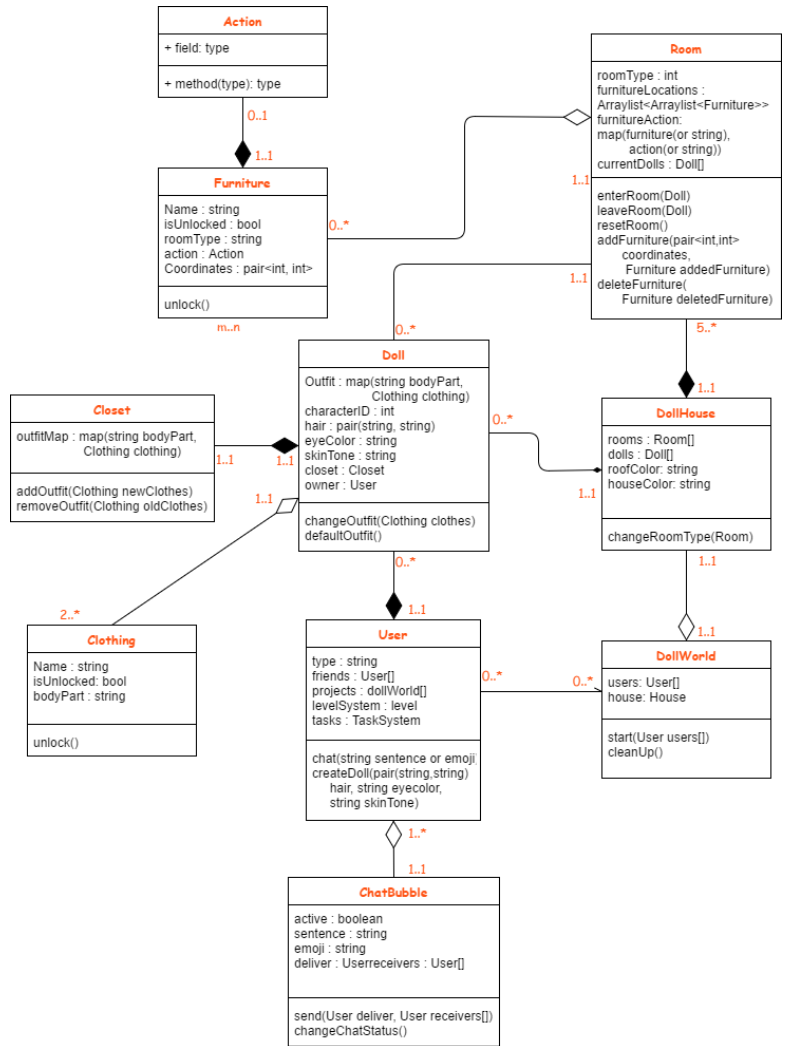 Action
+ field: type
+ method(type): type
0..1
1..1
Furniture
Name : string
isUnlocked : bool
roomType : string
action : Action
Coordinates : pair<int, int>
unlock()
m..n
0..*
Room
roomType : int
furnitureLocations :
Arraylist<Arraylist<Furniture>>
furnitureAction:
map(furniture(or string),
action(or string))
currentDolls : Doll[]
enterRoom(Doll)
leaveRoom(Doll)
resetRoom()
addFurniture(pair<int,int>
coordinates,
Furniture addedFurniture)
deleteFurniture(
Furniture deletedFurniture)
1..1
1..1
5..*
0..*
Doll
Outfit : map(string bodyPart,
Clothing clothing)
characterID : int
hair : pair(string, string)
eyeColor : string
skinTone : string
closet : Closet
owner : User
changeOutfit(Clothing clothes)
defaultOutfit()
Closet
outfitMap : map(string bodyPart,
Clothing clothing)
addOutfit(Clothing newClothes)
removeOutfit(Clothing oldClothes)
1..1
1..1
1..1
0..*
1..1
1..1
DollHouse
rooms : Room[]
dolls : Doll[]
roofColor: string
houseColor: string
changeRoomType(Room)
1..1
1..1
2..*
Clothing
Name : string
isUnlocked: bool
bodyPart : string
unlock()
0..*
1..1
User
type : string
friends : User[]
projects : dollWorld[]
levelSystem : level
tasks : TaskSystem
chat(string sentence or emoji
createDoll(pair(string,string)
hair, string eyecolor,
string skinTone)
0..*
0..*
DollWorld
users: User[]
house: House
start(User users[])
cleanUp()
1..*
1..1
ChatBubble
active : boolean
sentence : string
emoji : string
deliver : Userreceivers : User[]
send(User deliver, User receivers[])
changeChatStatus()